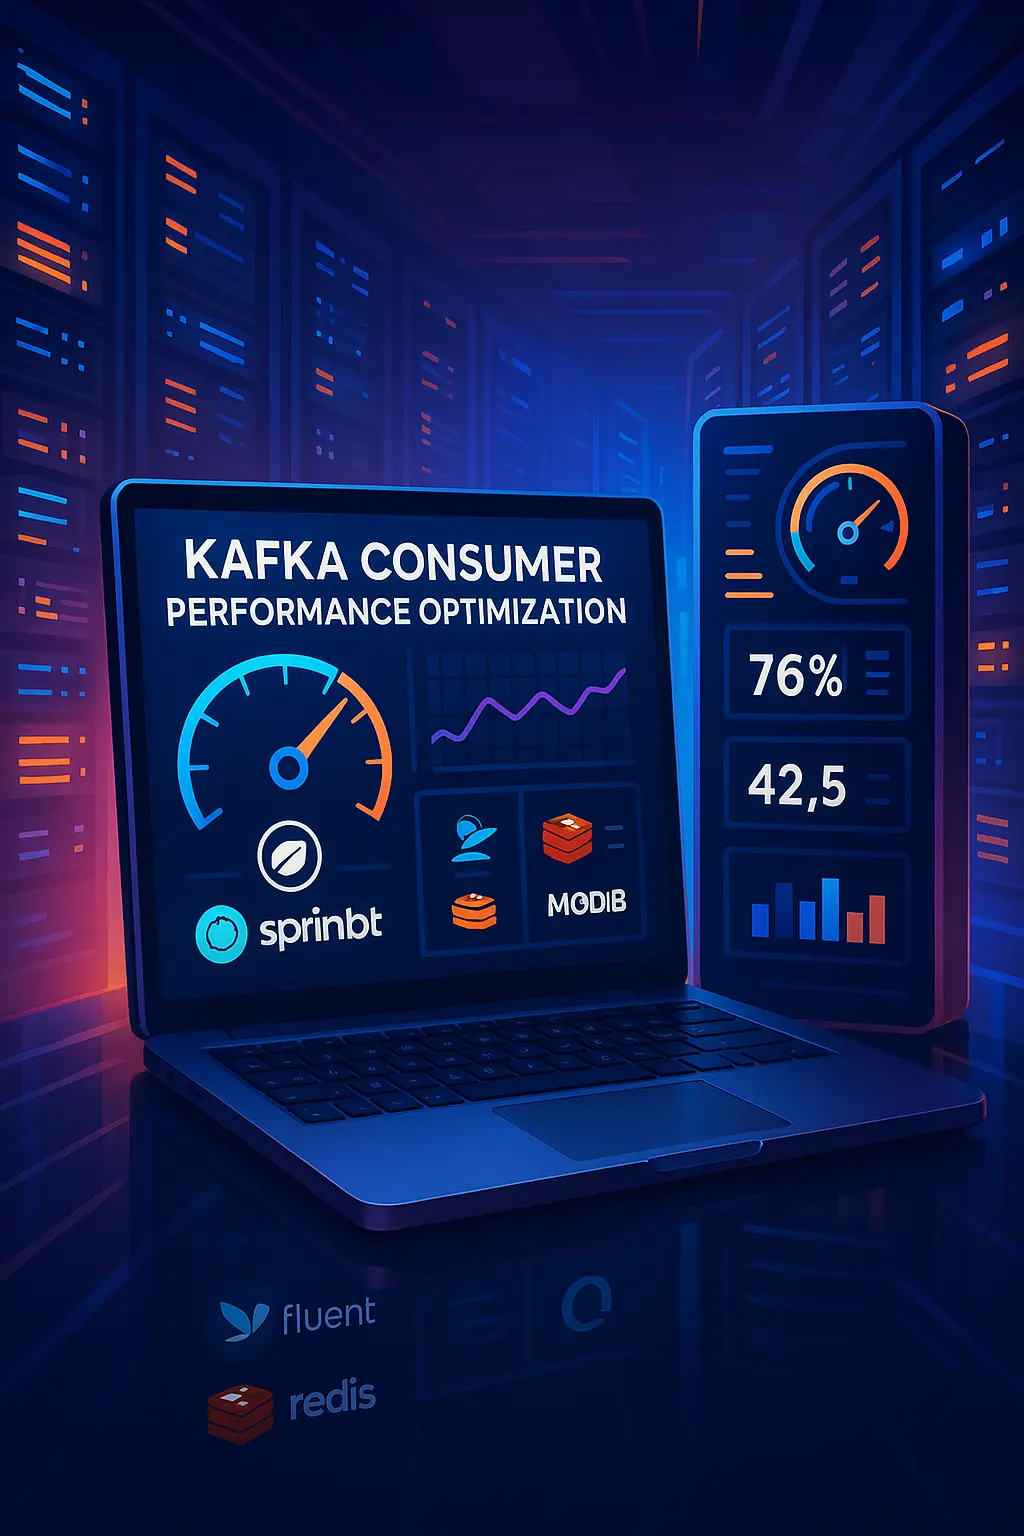 KAFKA CONSUMER
PERFORMANCE OPTIMIZATION
sprinbt
MODIB
76%
42,5
fluent
redis